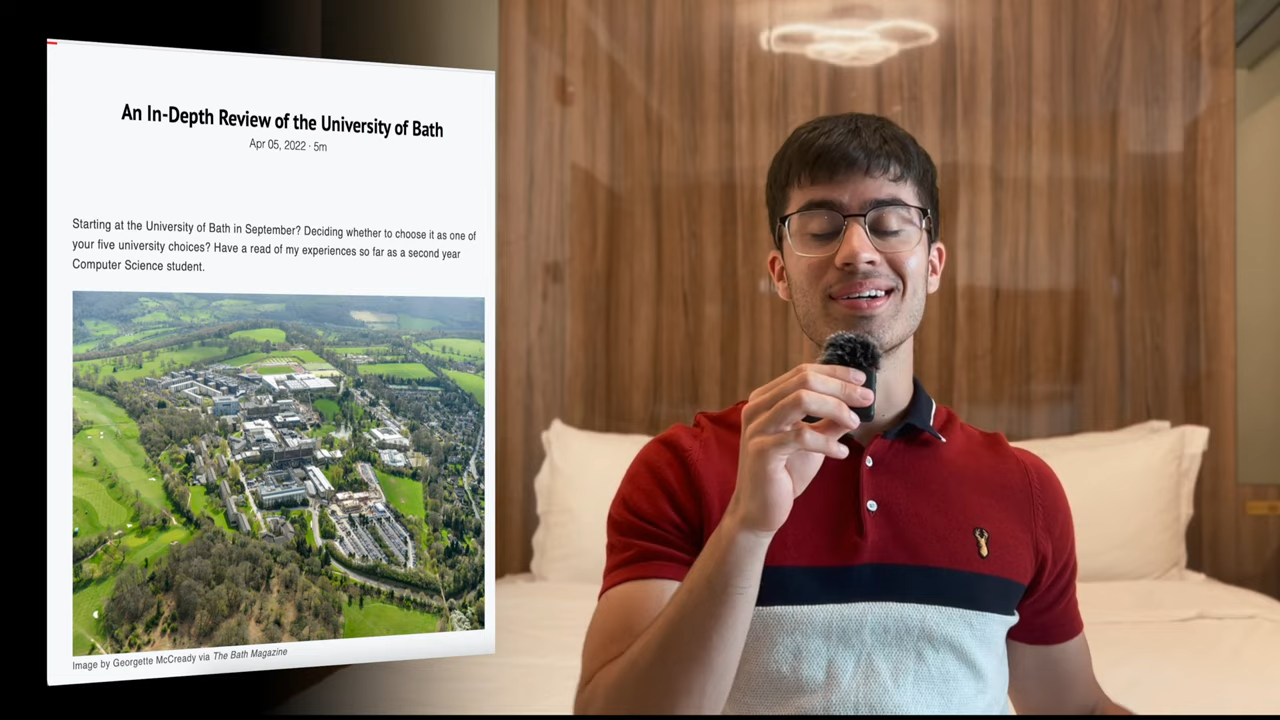 An In-Depth Review of the University of Bath
Apr 05, 2022 · 5m
Starting at the University of Bath in September? Deciding whether to choose it as one of
your five university choices? Have a read of my experiences so far as a second year
Computer Science student.
Image by Georgette McCready via The Bath Magazine